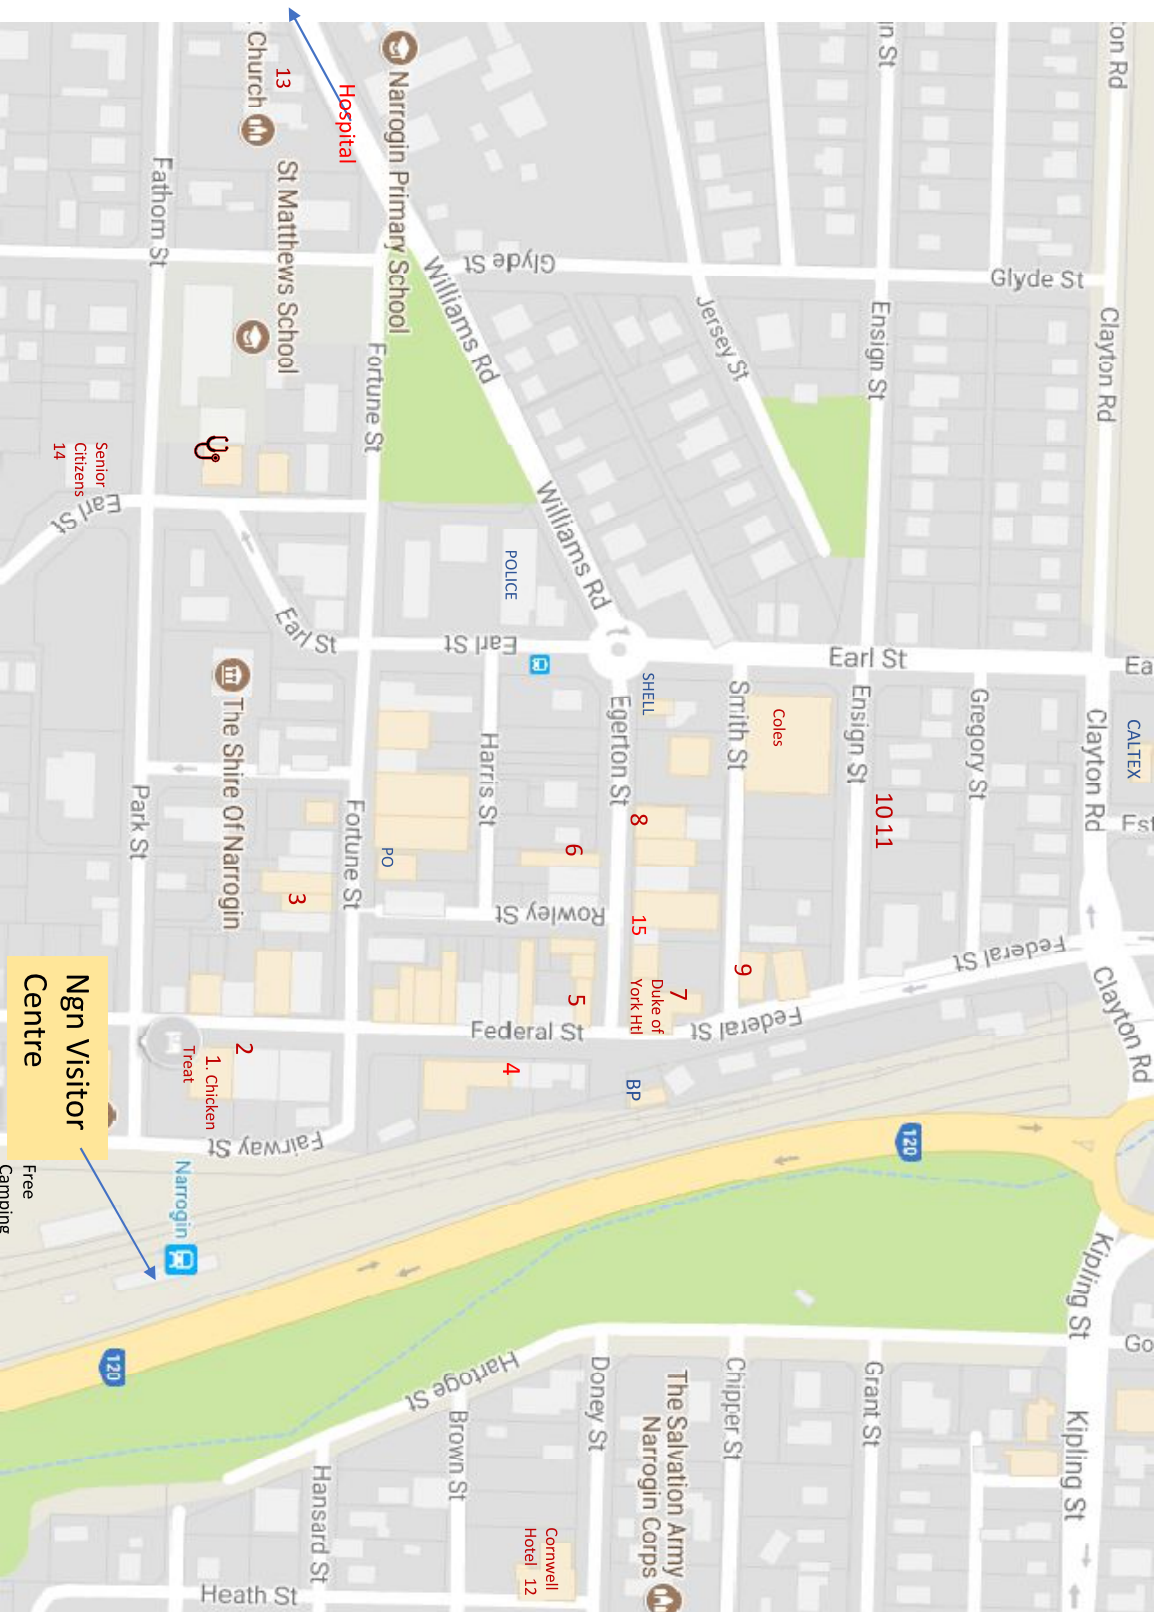 Hospital
13
: Church
Narrogin Primary School
St Matthews School
Fathom St
Glyde St
Glyde St
Williams Rd
Williams Rd
Jersey St
Ensign St
Clayton Rd
Fortune St
Senior
Citizens
14
Earl St
Earl St
Earl St
POLICE
Earl St
SHELL
Smith St
Coles
Ensign St
Gregory St
Clayton Rd
CALTEX
Egerton St
Harris St
The Shire Of Narrogin
Park St
Fortune St
PO
3
6
8
10 11
Rowley St
15
9
7
Duke of
York Htl
5
Federal St
Federal St
Federal St
Clayton Rd
Ngn Visitor
Centre
2
1. Chicken
Treat
4
BP
Fairway St
120
Narrogin
Free
Camping
120
Kipling St
Kipling St
Hartoge St
Doney St
Chipper St
Grant St
Brown St
The Salvation Army
Narrogin Corps
Hansard St
Cornwell
Hotel 12
Heath St